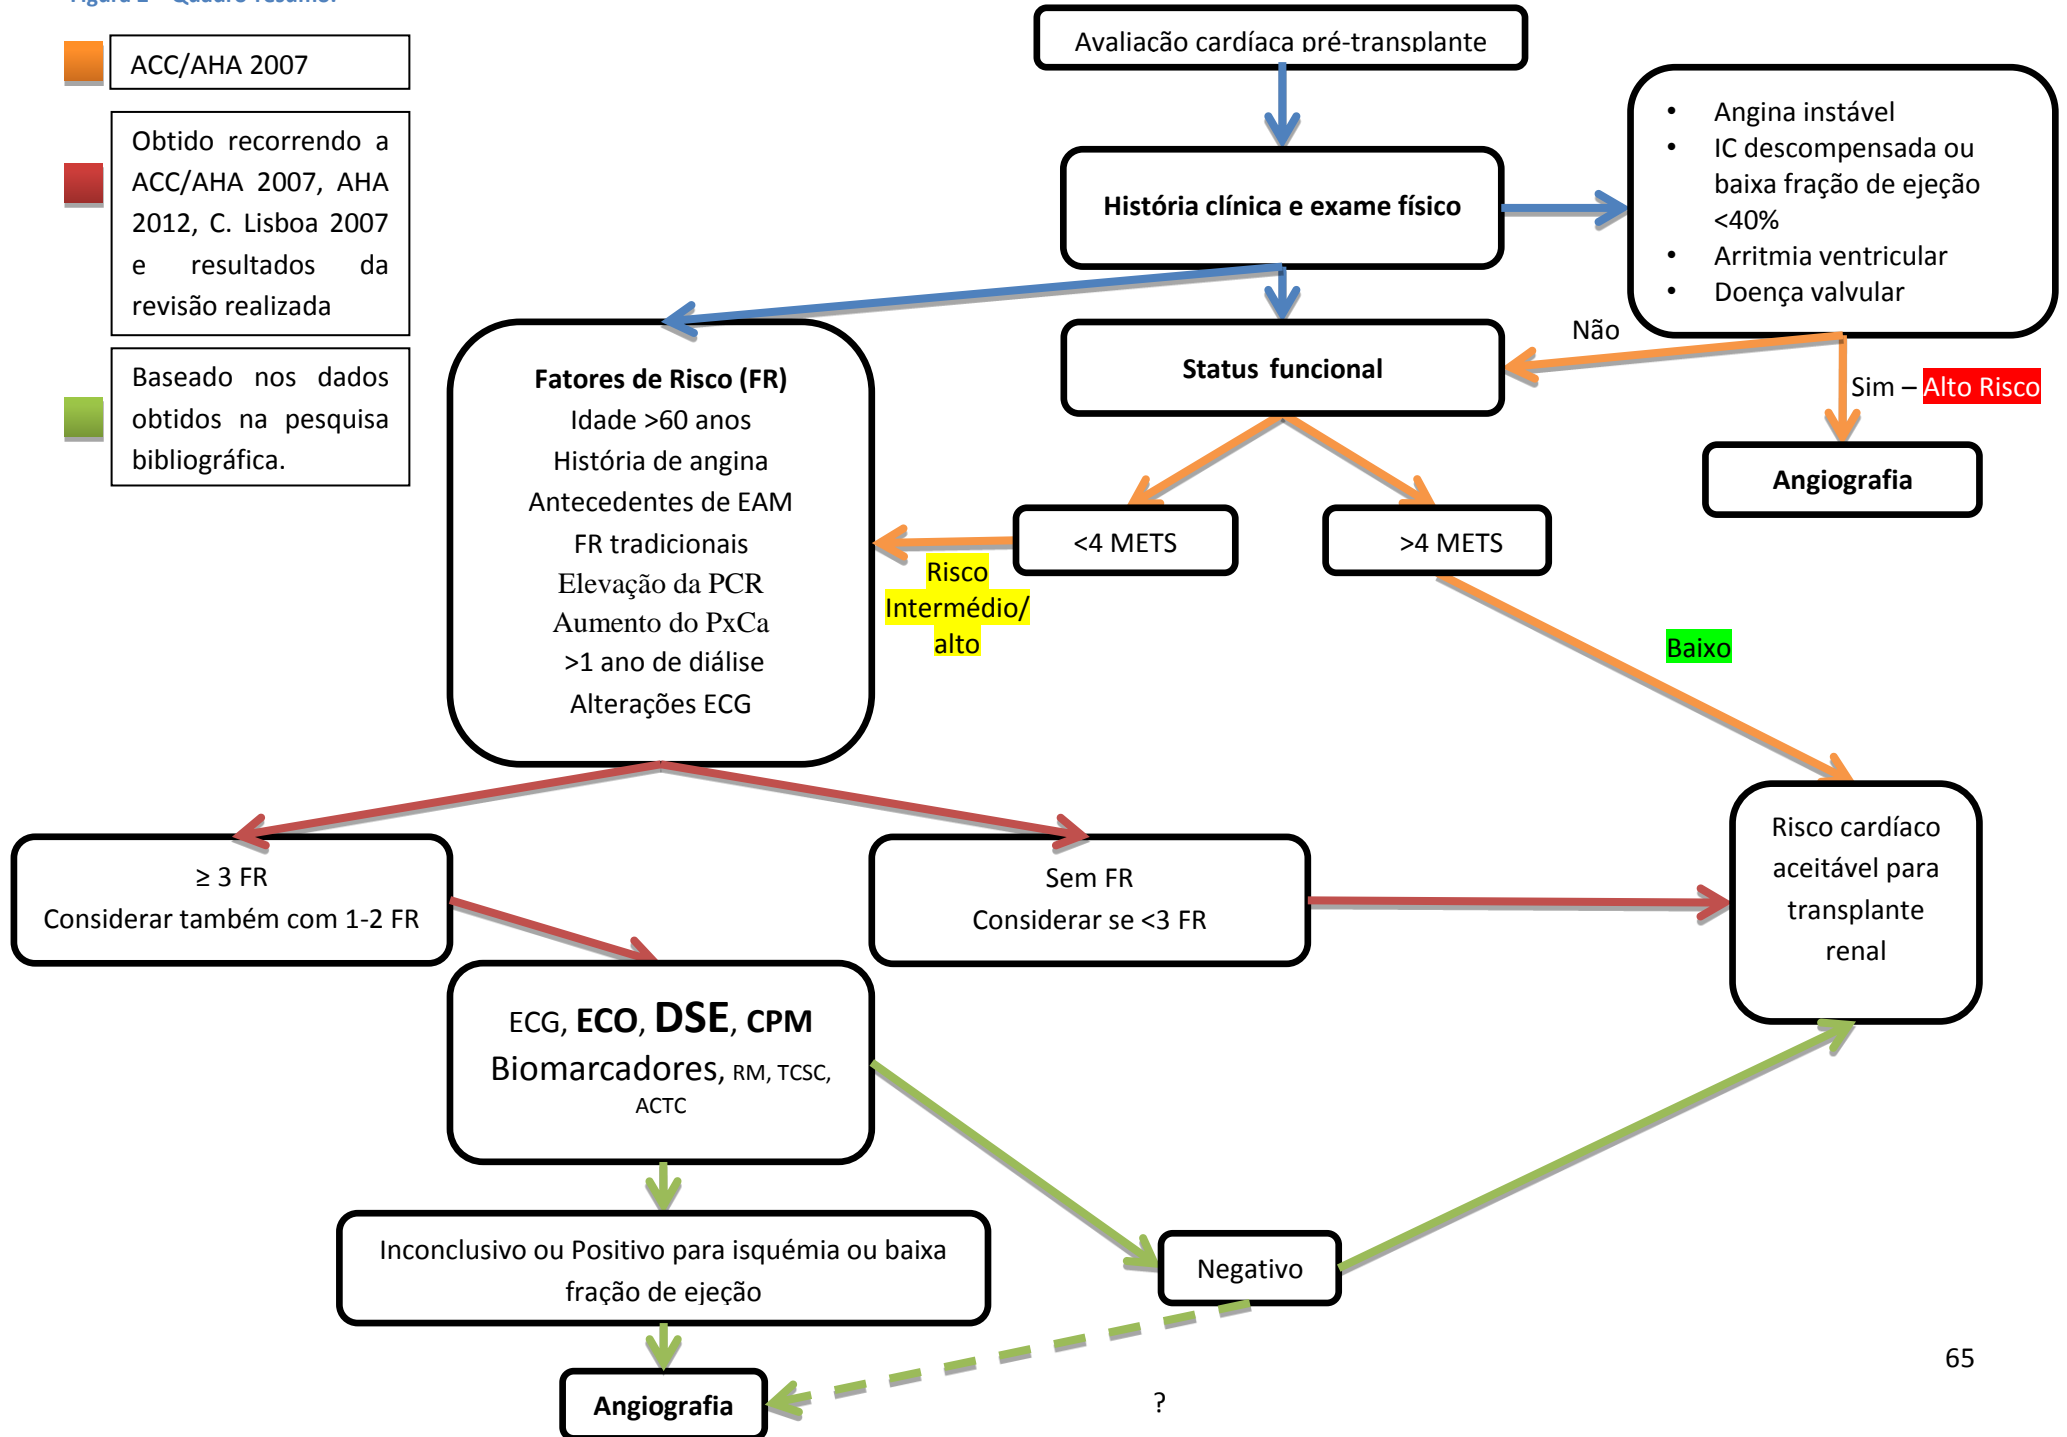 Figura 2 – Quadro-resumo.
ACC/AHA 2007
Obtido recorrendo a
ACC/AHA 2007, AHA
2012, C. Lisboa 2007
e resultados da
revisão realizada
Baseado nos dados
obtidos na pesquisa
bibliográfica.
Avaliação cardíaca pré-transplante
História clínica e exame físico
• Angina instável
• IC descompensada ou
baixa fração de ejeção
<40%
• Arritmia ventricular
• Doença valvular
Não
Sim – Alto Risco
Angiografia
Status funcional
<4 METS
>4 METS
Risco
Intermédio/
alto
Baixo
Fatores de Risco (FR)
Idade >60 anos
História de angina
Antecedentes de EAM
FR tradicionais
Elevação da PCR
Aumento do PxCa
>1 ano de diálise
Alterações ECG
≥ 3 FR
Considerar também com 1-2 FR
Sem FR
Considerar se <3 FR
Risco cardíaco
aceitável para
transplante
renal
ECG, ECO, DSE, CPM
Biomarcadores, RM, TCSC,
ACTC
Inconclusivo ou Positivo para isquémia ou baixa
fração de ejeção
Negativo
Angiografia
?
65